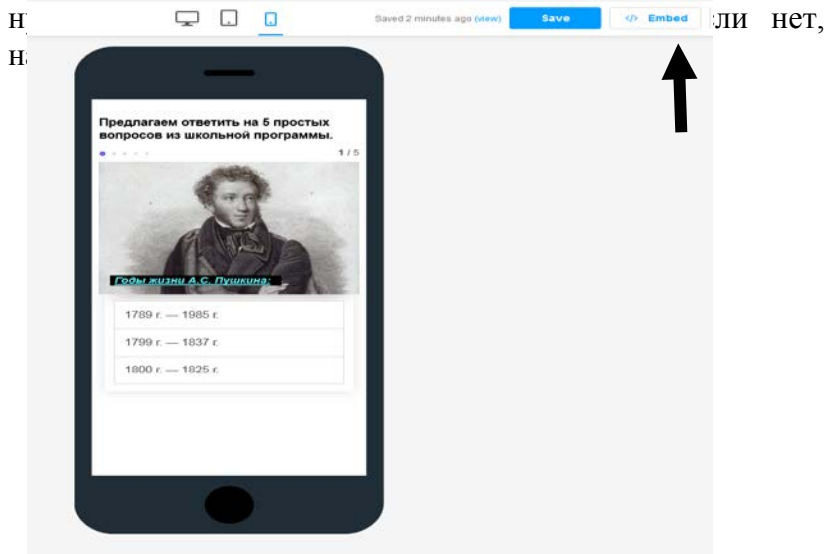 Saved 2 minutes ago (view) Save </> Embed ли нет,
Предлагаем ответить на 5 простых
вопросов из школьной программы.
1 / 5
Годы жизни А.С. Пушкина:
1789 г. — 1985 г.
1799 г. — 1837 г.
1800 г. — 1825 г.